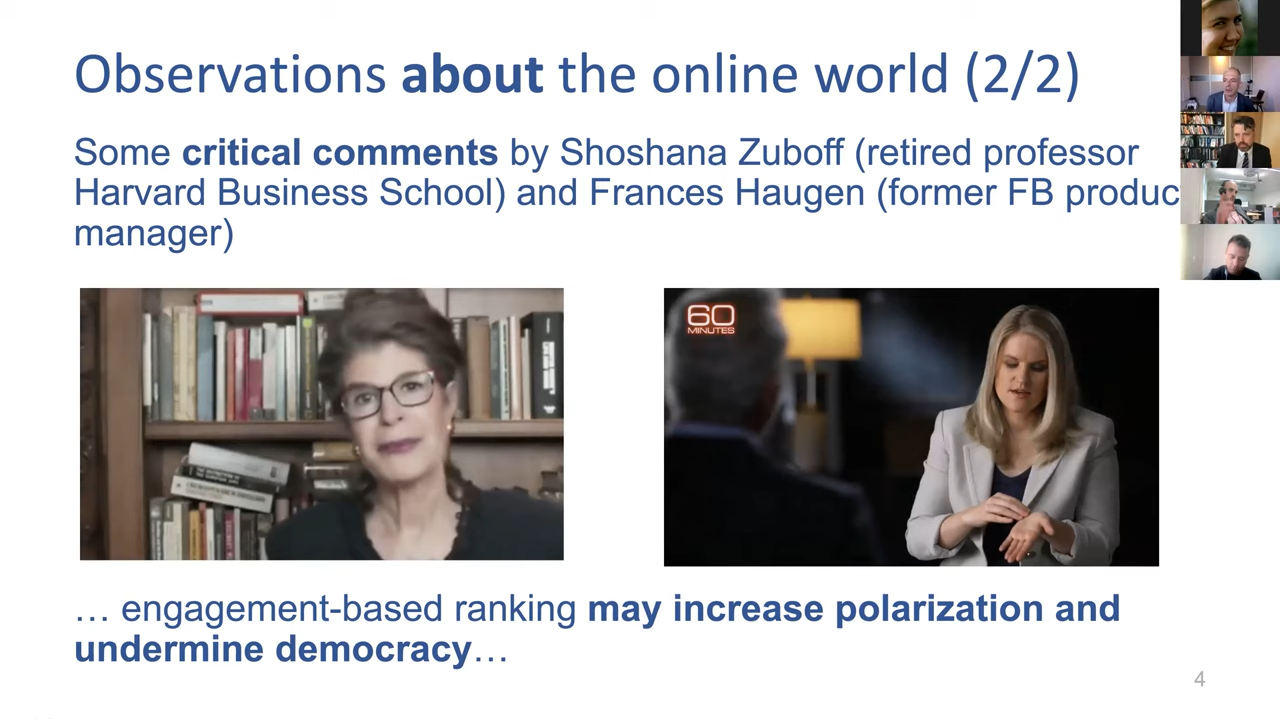 Observations about the online world (2/2)
Some critical comments by Shoshana Zuboff (retired professor
Harvard Business School) and Frances Haugen (former FB produc
manager)
60
MINUTES
… engagement-based ranking may increase polarization and
undermine democracy…
4